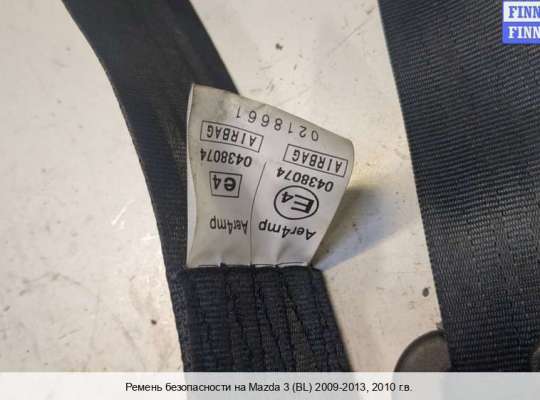 FINN
FINN
Aer4mp
E4
0438074
AIRBAG
Aer4mp
e4
0438074
AIRBAG
0218661
Ремень безопасности на Mazda 3 (BL) 2009-2013, 2010 г.в.